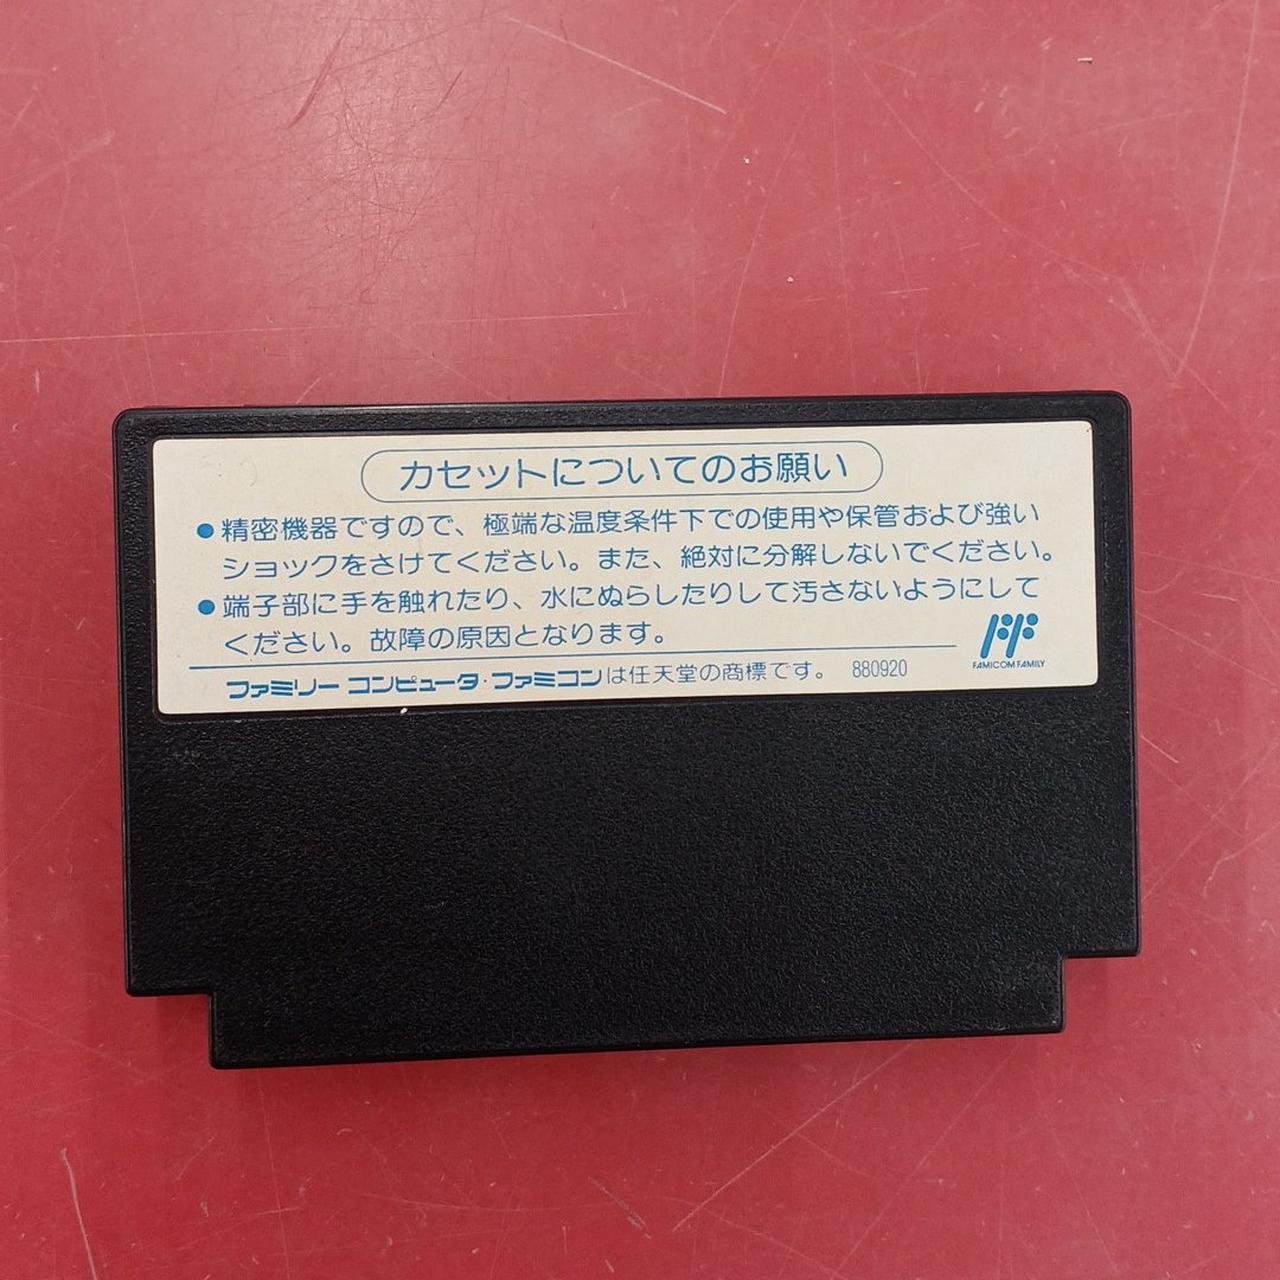 カセットについてのお願い
●精密機器ですので、極端な温度条件下での使用や保管および強い
ショックをさけてください。また、絶対に分解しないでください。
●端子部に手を触れたり、水にぬらしたりして汚さないようにして
ください。故障の原因となります。
FF
FAMICOM FAMILY
ファミリーコンピュータ・ファミコンは任天堂の商標です。 880920